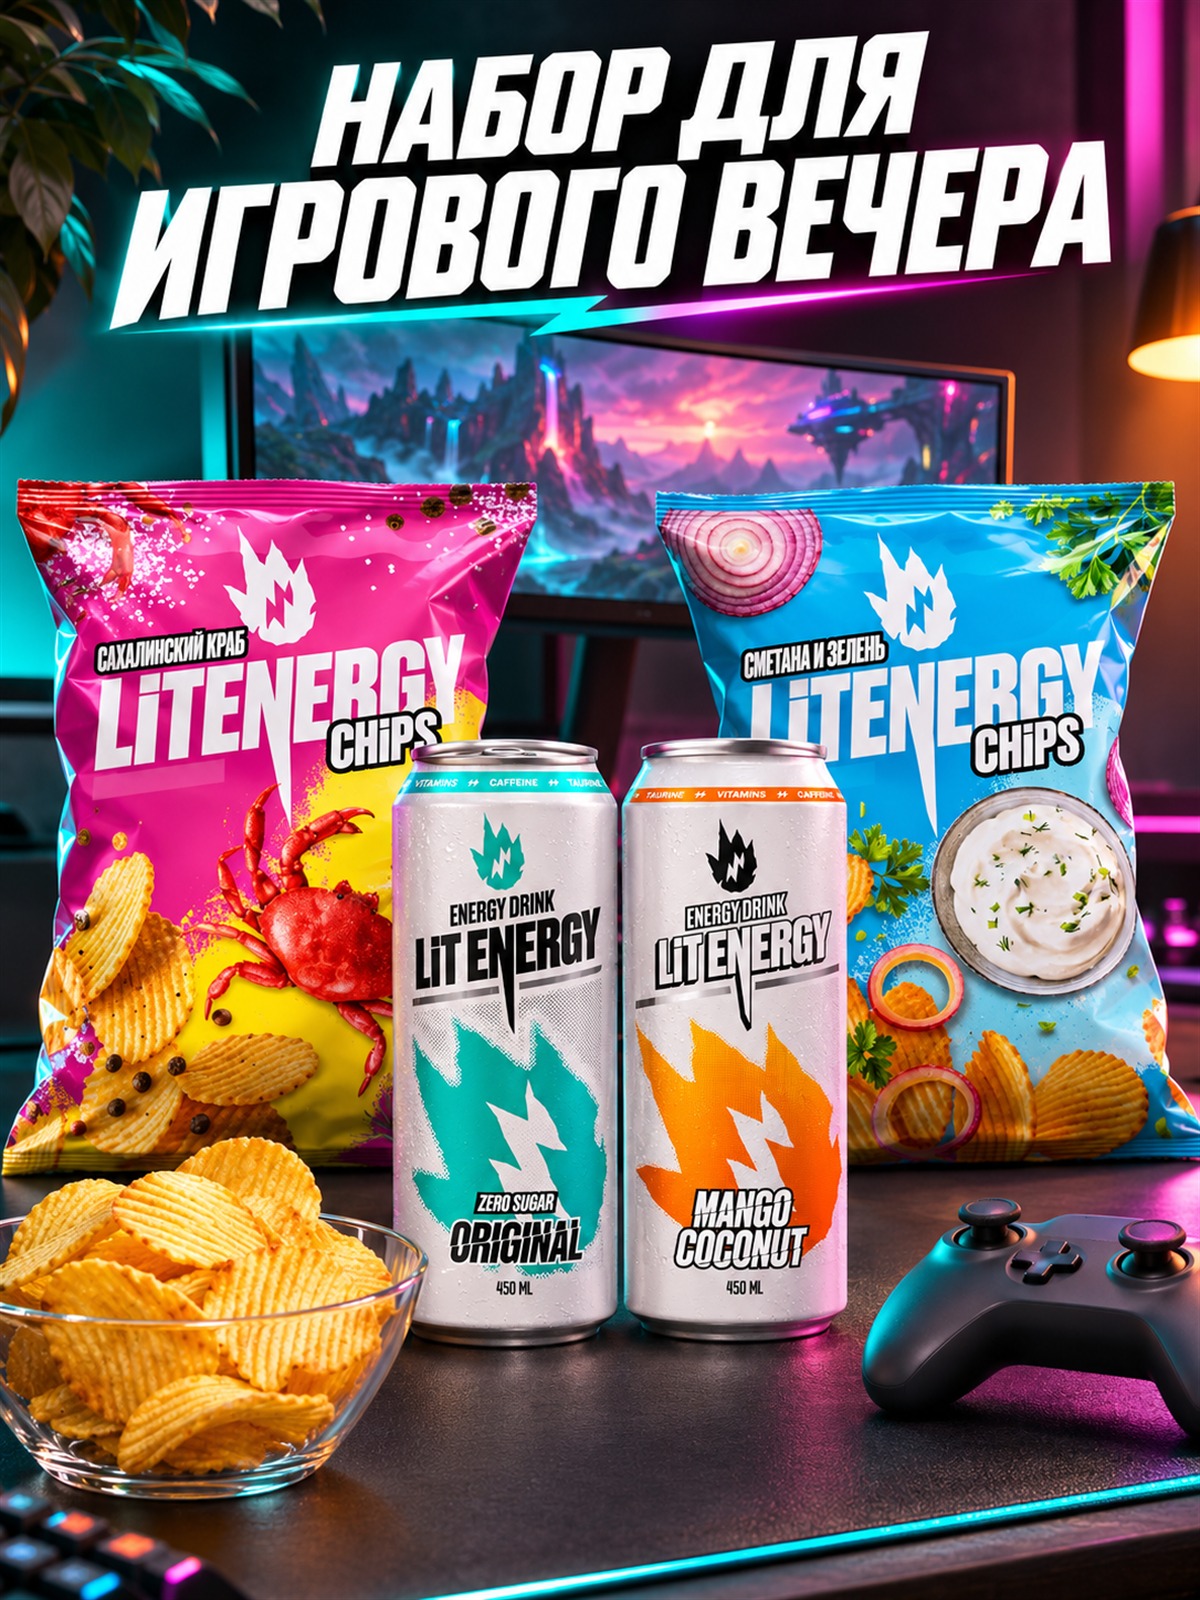 НАБОР ДЛЯ
ИГРОВОГО ВЕЧЕРА
САХАЛИНСКИЙ КРАБ
LiTENERGY
CHiPS
СМЕТАНА И ЗЕЛЕНЬ
LiTENERGY
CHiPS
VITAMINS CAFFEINE TAURINE
ENERGY DRINK
LiT ENERGY
ZERO SUGAR
ORIGINAL
450 ML
TAURINE VITAMINS CAFFEINE
ENERGY DRINK
LiT ENERGY
MANGO
COCONUT
450 ML